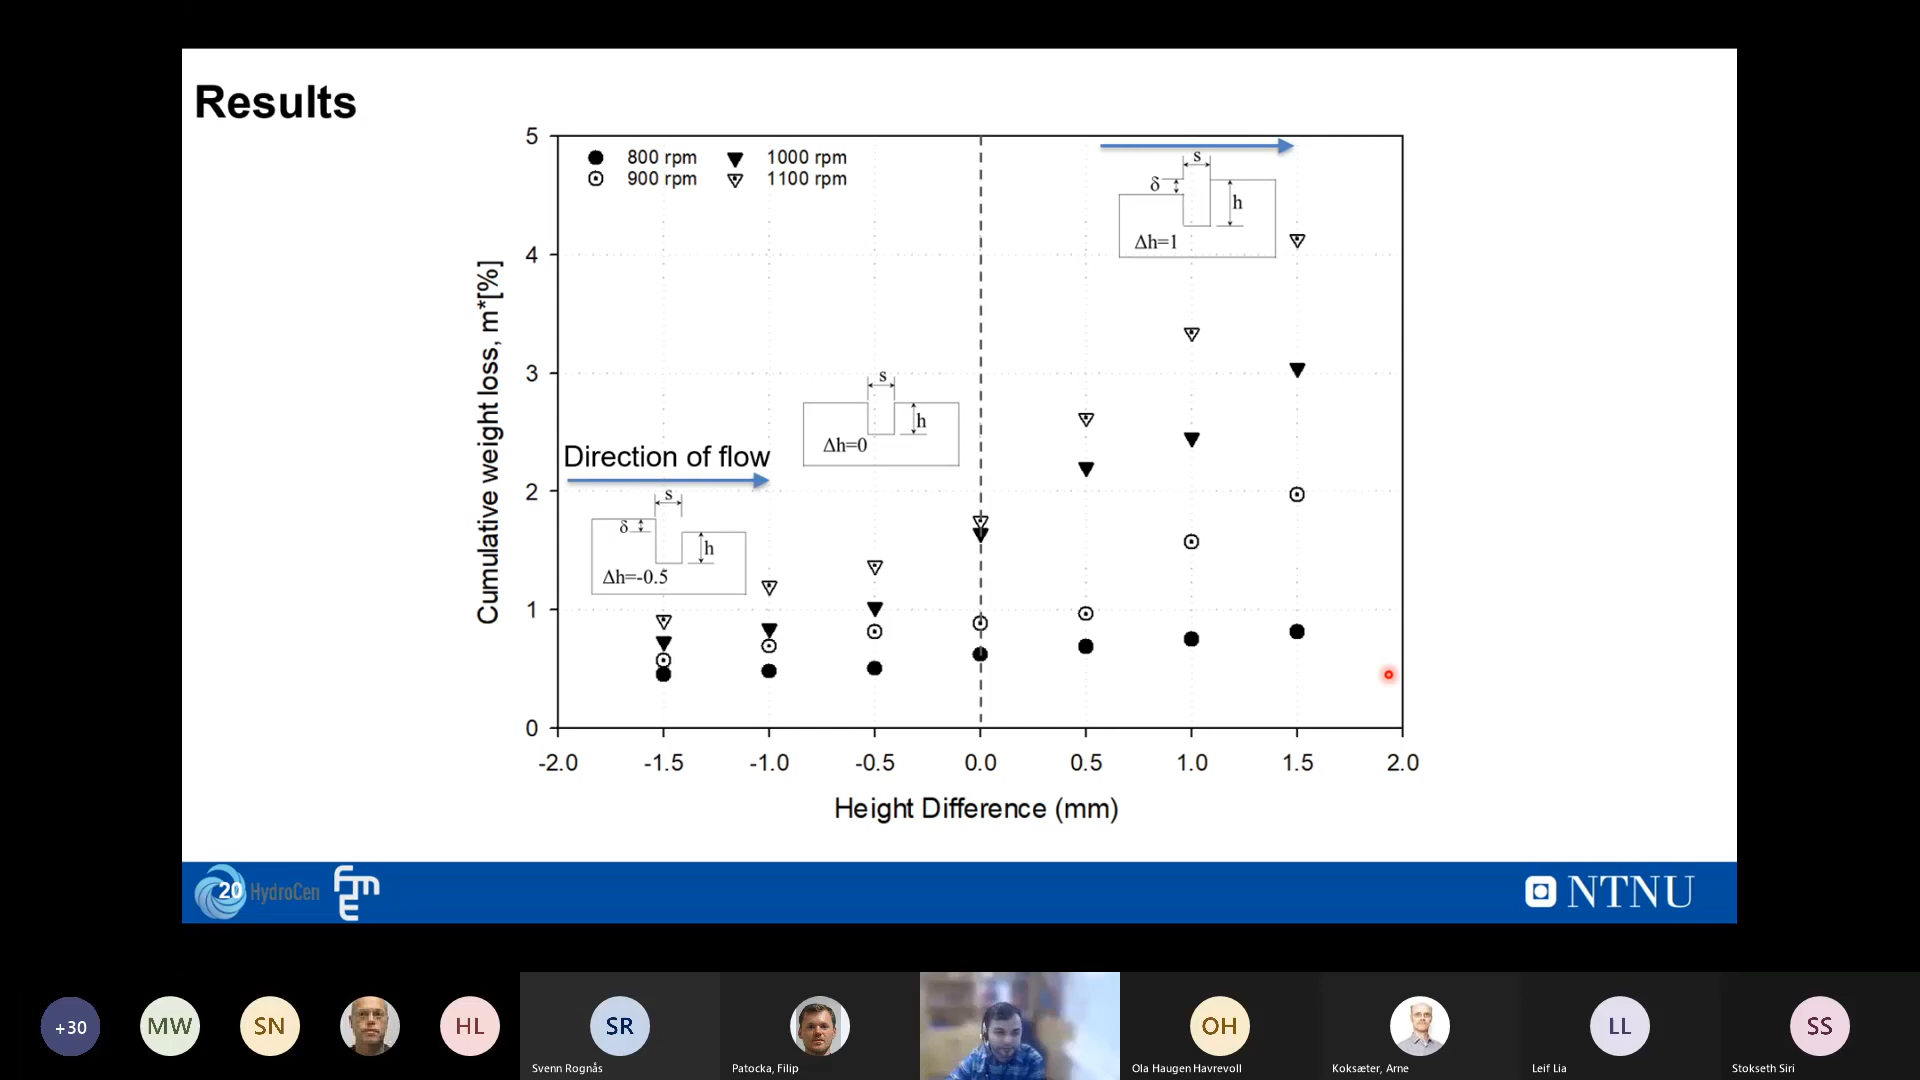 Results
5
4
3
2
1
0
-2.0 -1.5 -1.0 -0.5 0.0 0.5 1.0 1.5 2.0
Height Difference (mm)
Cumulative weight loss, m*[%]
800 rpm 1000 rpm
900 rpm 1100 rpm
s
δ
h
Δh=1
s
h
Δh=0
Direction of flow
s
δ
h
Δh=-0.5
20 HydroCen
fme
NTNU
+30
MW
SN
HL
SR
OH
LL
SS
Svenn Rognås
Patocka, Filip
Ola Haugen Havrevoll
Koksæter, Arne
Leif Lia
Stokseth Siri